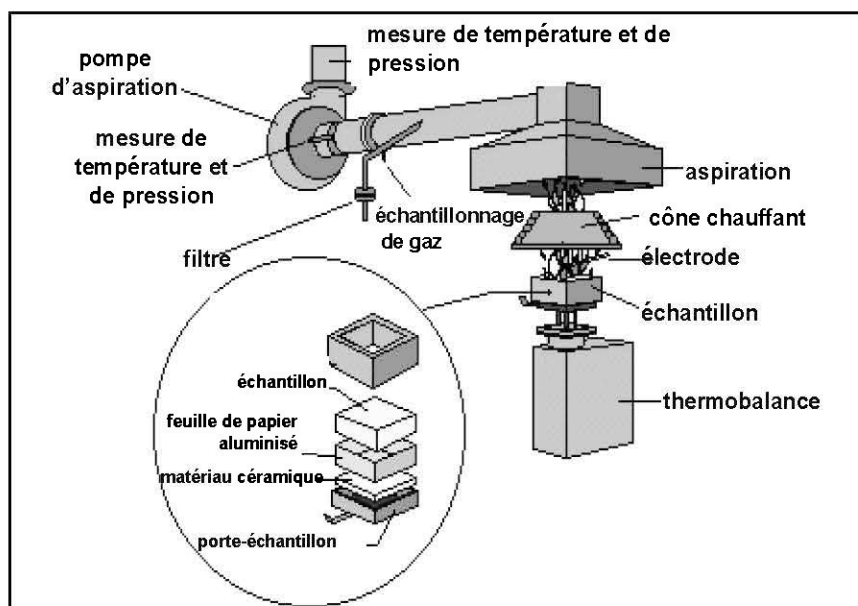 mesure de température et de
pression
pompe
d'aspiration
mesure de
température et
de pression
aspiration
échantillonnage
de gaz
cône chauffant
filtre
électrode
échantillon
échantillon
feuille de papier
aluminisé
thermobalance
matériau céramique
porte-échantillon